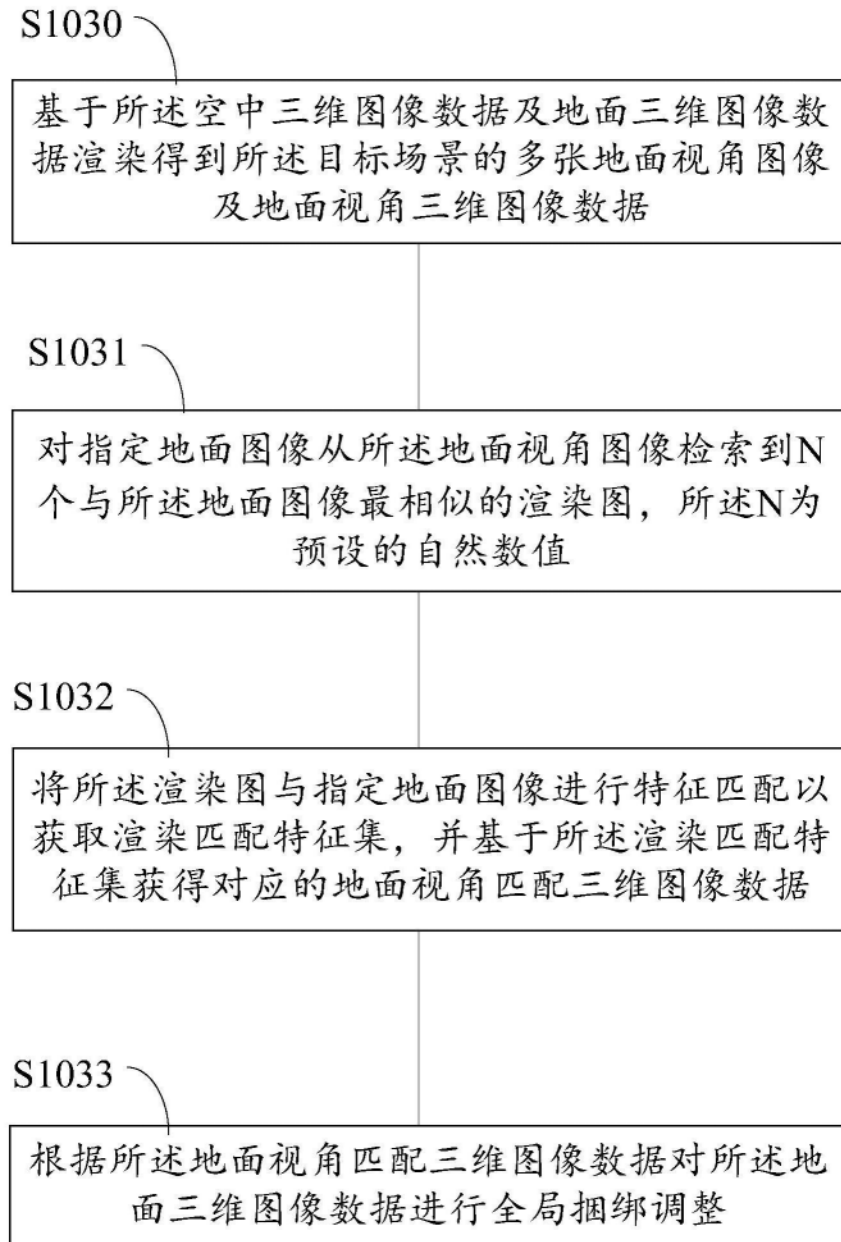 S1030
基于所述空中三维图像数据及地面三维图像数
据渲染得到所述目标场景的多张地面视角图像
及地面视角三维图像数据
S1031
对指定地面图像从所述地面视角图像检索到N
个与所述地面图像最相似的渲染图，所述N为
预设的自然数值
S1032
将所述渲染图与指定地面图像进行特征匹配以
获取渲染匹配特征集，并基于所述渲染匹配特
征集获得对应的地面视角匹配三维图像数据
S1033
根据所述地面视角匹配三维图像数据对所述地
面三维图像数据进行全局捆绑调整